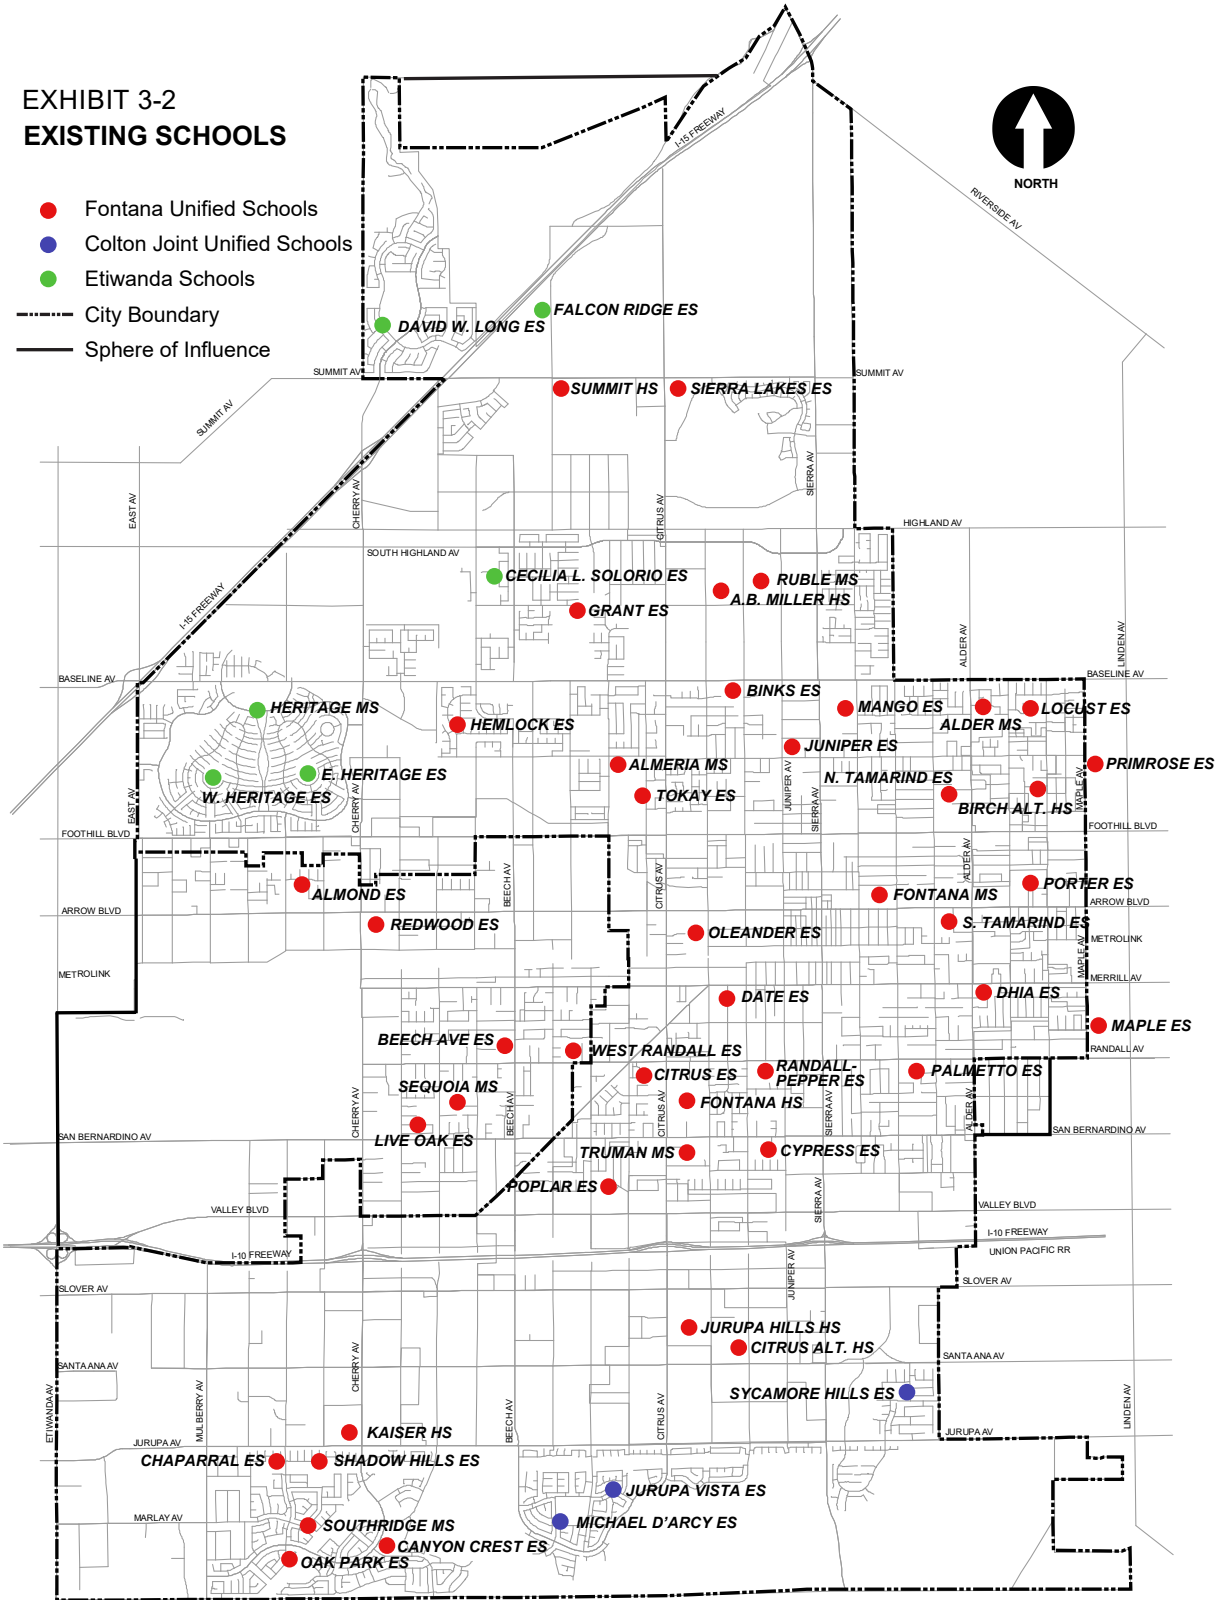 EXHIBIT 3-2
EXISTING SCHOOLS
Fontana Unified Schools
Colton Joint Unified Schools
Etiwanda Schools
City Boundary
Sphere of Influence
NORTH
I-15 FREEWAY
RIVERSIDE AV
FALCON RIDGE ES
DAVID W. LONG ES
SUMMIT AV
SUMMIT AV
SUMMIT AV
SUMMIT HS
SIERRA LAKES ES
EAST AV
CHERRY AV
CITRUS AV
SIERRA AV
HIGHLAND AV
SOUTH HIGHLAND AV
CECILIA L. SOLORIO ES
RUBLE MS
A.B. MILLER HS
GRANT ES
I-15 FREEWAY
ALDER AV
LINDEN AV
BASELINE AV
BASELINE AV
BINKS ES
HERITAGE MS
HEMLOCK ES
MANGO ES
ALDER MS
LOCUST ES
JUNIPER ES
ALMERIA MS
PRIMROSE ES
E. HERITAGE ES
W. HERITAGE ES
N. TAMARIND ES
TOKAY ES
BIRCH ALT. HS
EAST AV
CHERRY AV
JUNIPER AV
SIERRA AV
MAPLE AV
FOOTHILL BLVD
FOOTHILL BLVD
ALMOND ES
BEECH AV
CITRUS AV
ALDER AV
FONTANA MS
PORTER ES
ARROW BLVD
ARROW BLVD
REDWOOD ES
OLEANDER ES
S. TAMARIND ES
METROLINK
METROLINK
MAPLE AV
MERRILL AV
DATE ES
DHIA ES
MAPLE ES
BEECH AVE ES
WEST RANDALL ES
RANDALL AV
CITRUS ES
RANDALL-
PEPPER ES
PALMETTO ES
SEQUOIA MS
FONTANA HS
CHERRY AV
BEECH AV
CITRUS AV
SIERRA AV
ALDER AV
LIVE OAK ES
SAN BERNARDINO AV
SAN BERNARDINO AV
TRUMAN MS
CYPRESS ES
POPLAR ES
SIERRA AV
VALLEY BLVD
VALLEY BLVD
I-10 FREEWAY
I-10 FREEWAY
UNION PACIFIC RR
JUNIPER AV
SLOVER AV
SLOVER AV
JURUPA HILLS HS
CITRUS ALT. HS
SANTA ANA AV
SANTA ANA AV
SYCAMORE HILLS ES
ETIWANDA AV
MULBERRY AV
CHERRY AV
BEECH AV
CITRUS AV
LINDEN AV
KAISER HS
JURUPA AV
JURUPA AV
CHAPARRAL ES
SHADOW HILLS ES
JURUPA VISTA ES
MARLAY AV
SOUTHRIDGE MS
MICHAEL D'ARCY ES
CANYON CREST ES
OAK PARK ES